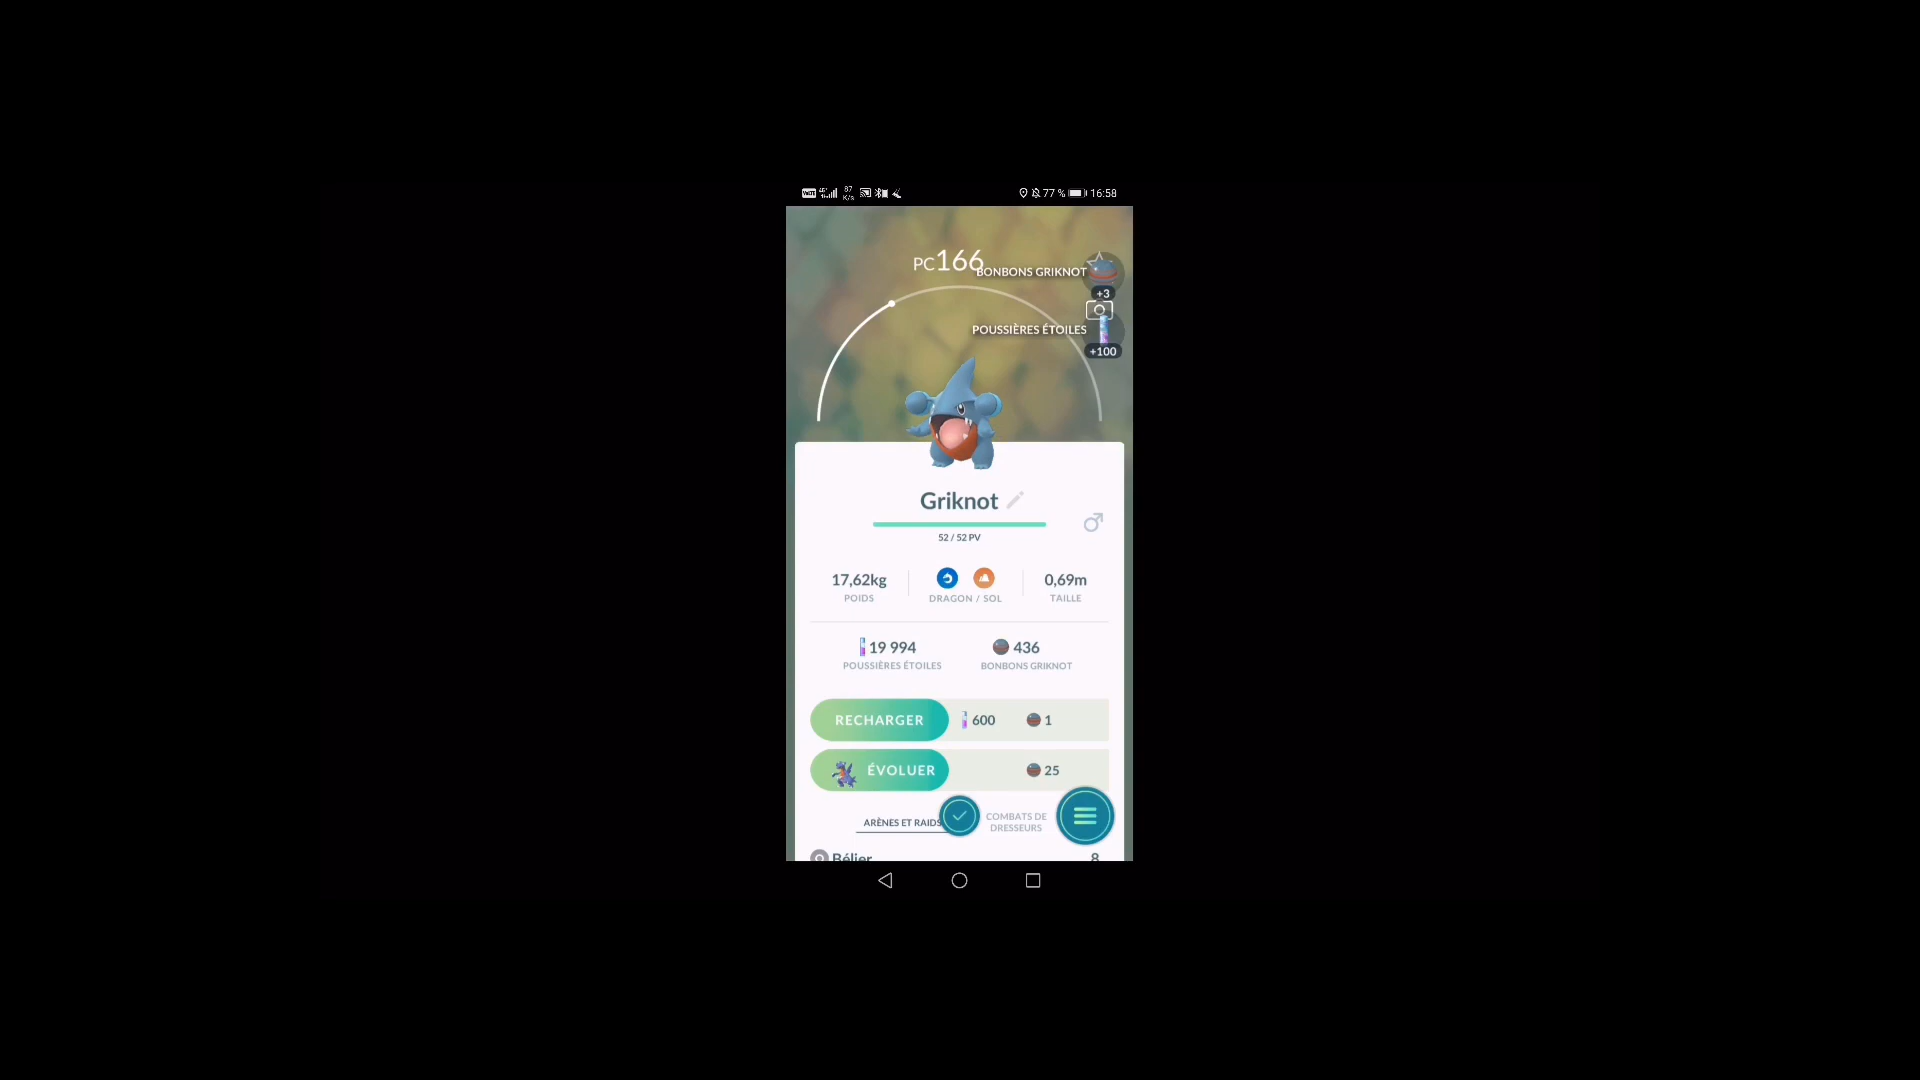 87
K/s
77 % 16:58
PC166
BONBONS GRIKNOT
+3
POUSSIÈRES ÉTOILES
+100
Griknot
52 / 52 PV
17,62kg
POIDS
DRAGON / SOL
0,69m
TAILLE
19 994
POUSSIÈRES ÉTOILES
436
BONBONS GRIKNOT
RECHARGER 600 1
ÉVOLUER 25
ARÈNES ET RAIDS
COMBATS DE
DRESSEURS
Bélier 8